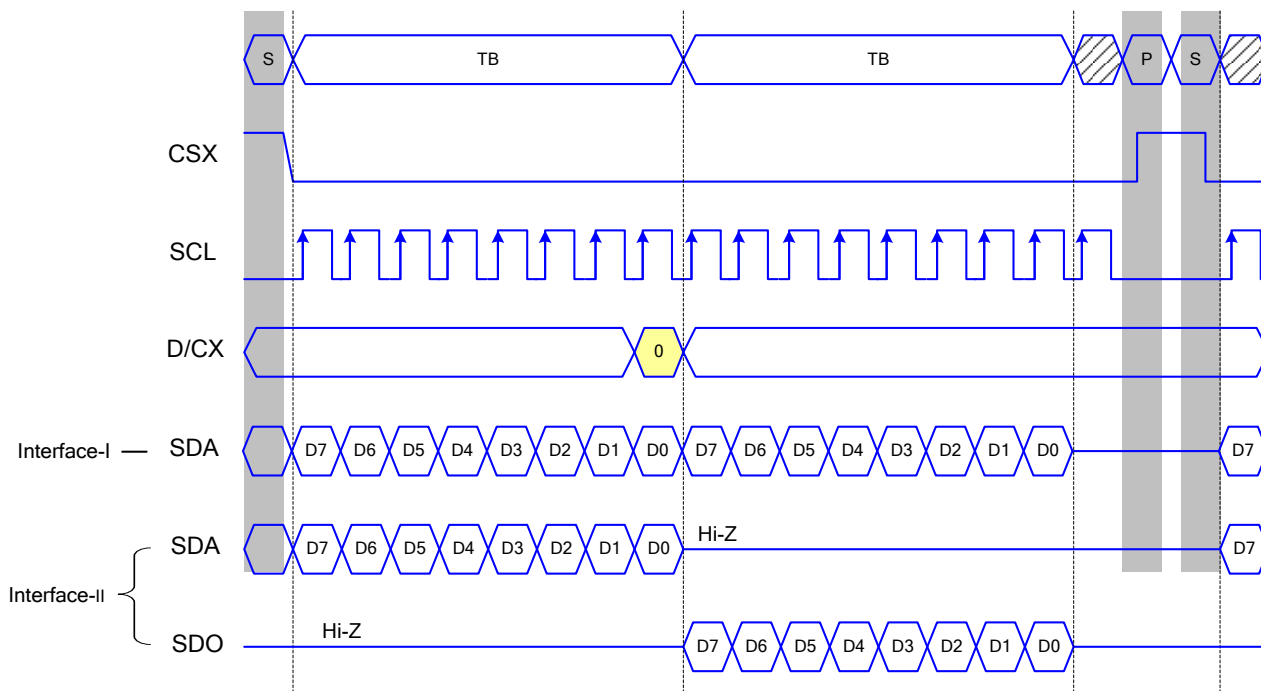 S TB TB P S
CSX
SCL
D/CX 0
Interface-I SDA D7 D6 D5 D4 D3 D2 D1 D0 D7 D6 D5 D4 D3 D2 D1 D0 D7
SDA D7 D6 D5 D4 D3 D2 D1 D0 Hi-Z D7
Interface-II
SDO Hi-Z D7 D6 D5 D4 D3 D2 D1 D0